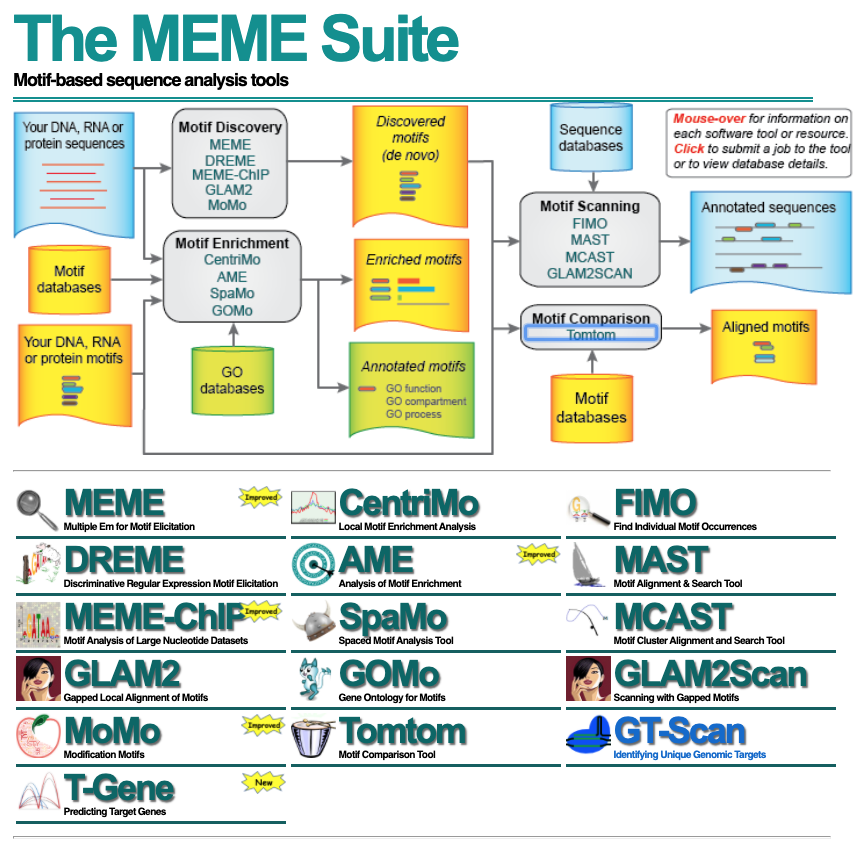 The MEME Suite
Motif-based sequence analysis tools
Your DNA, RNA or
protein sequences
Motif Discovery
MEME
DREME
MEME-ChIP
GLAM2
MoMo
Discovered
motifs
(de novo)
Sequence
databases
Mouse-over for information on
each software tool or resource.
Click to submit a job to the tool
or to view database details.
Motif
databases
Motif Enrichment
CentriMo
AME
SpaMo
GOMo
Enriched motifs
Motif Scanning
FIMO
MAST
MCAST
GLAM2SCAN
Annotated sequences
Your DNA, RNA
or protein motifs
GO
databases
Annotated motifs
GO function
GO compartment
GO process
Motif Comparison
Tomtom
Aligned motifs
Motif
databases
MEME
Improved
Multiple Em for Motif Elicitation
CentriMo
Local Motif Enrichment Analysis
FIMO
Find Individual Motif Occurrences
DREME
Discriminative Regular Expression Motif Elicitation
AME
Improved
Analysis of Motif Enrichment
MAST
Motif Alignment & Search Tool
MEME-ChIP
Improved
Motif Analysis of Large Nucleotide Datasets
SpaMo
Spaced Motif Analysis Tool
MCAST
Motif Cluster Alignment and Search Tool
GLAM2
Gapped Local Alignment of Motifs
GOMo
Gene Ontology for Motifs
GLAM2Scan
Scanning with Gapped Motifs
MoMo
Improved
Modification Motifs
Tomtom
Motif Comparison Tool
GT-Scan
Identifying Unique Genomic Targets
T-Gene
New
Predicting Target Genes